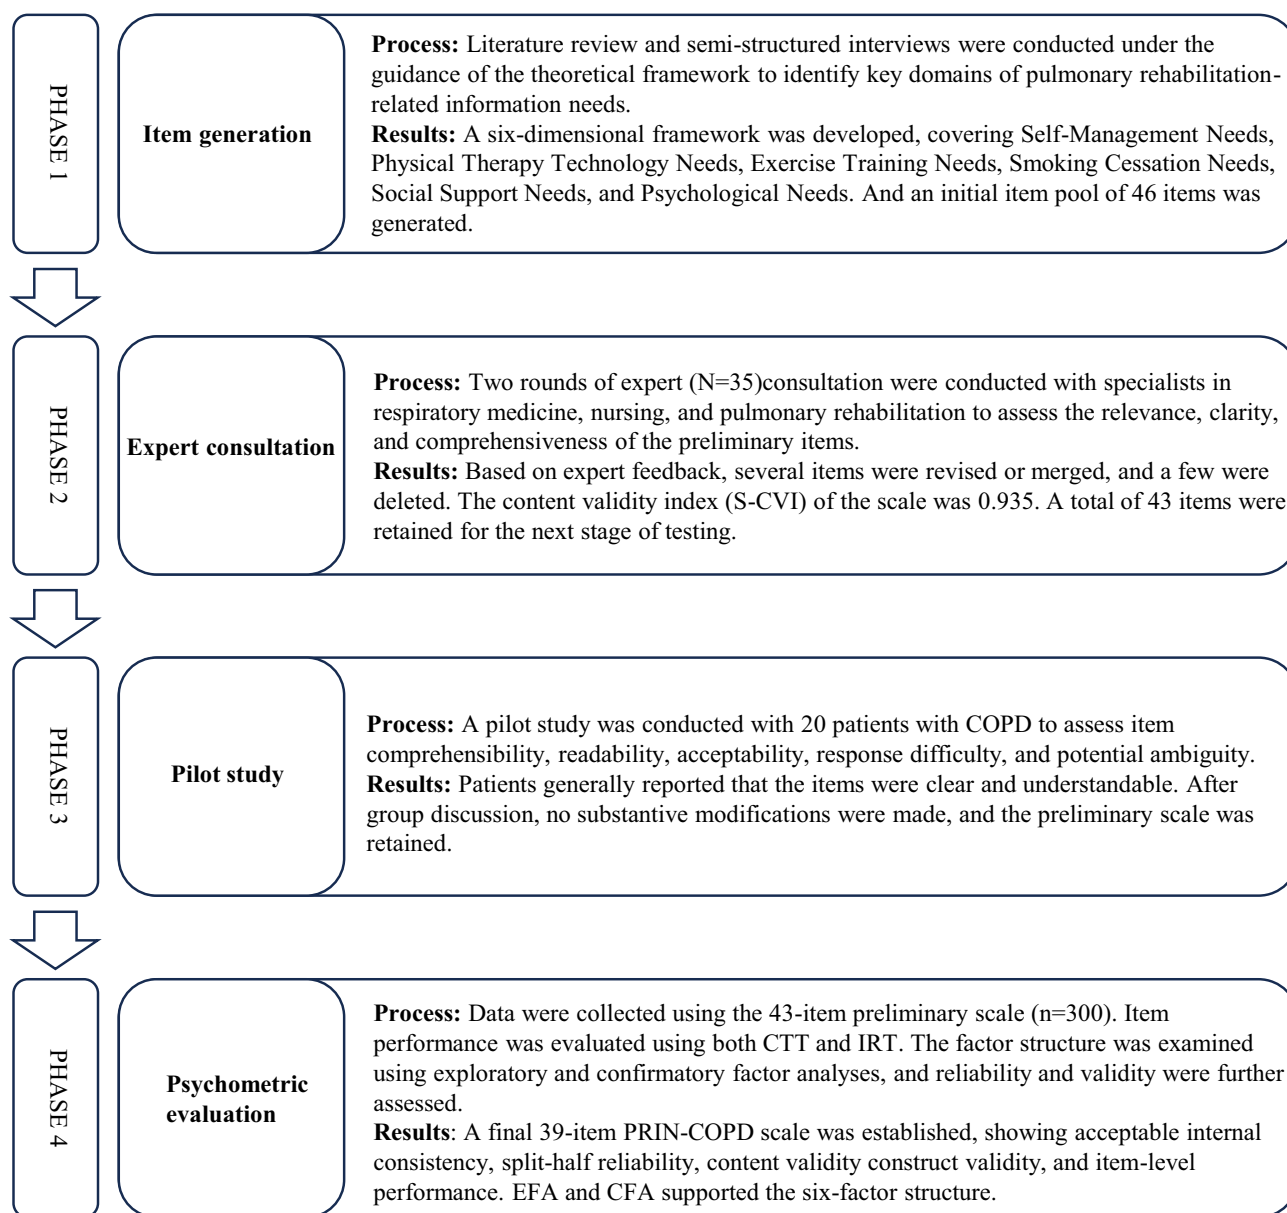 PHASE 1
Item generation
Process: Literature review and semi-structured interviews were conducted under the
guidance of the theoretical framework to identify key domains of pulmonary rehabilitation-
related information needs.
Results: A six-dimensional framework was developed, covering Self-Management Needs,
Physical Therapy Technology Needs, Exercise Training Needs, Smoking Cessation Needs,
Social Support Needs, and Psychological Needs. And an initial item pool of 46 items was
generated.
PHASE 2
Expert consultation
Process: Two rounds of expert (N=35)consultation were conducted with specialists in
respiratory medicine, nursing, and pulmonary rehabilitation to assess the relevance, clarity,
and comprehensiveness of the preliminary items.
Results: Based on expert feedback, several items were revised or merged, and a few were
deleted. The content validity index (S-CVI) of the scale was 0.935. A total of 43 items were
retained for the next stage of testing.
PHASE 3
Pilot study
Process: A pilot study was conducted with 20 patients with COPD to assess item
comprehensibility, readability, acceptability, response difficulty, and potential ambiguity.
Results: Patients generally reported that the items were clear and understandable. After
group discussion, no substantive modifications were made, and the preliminary scale was
retained.
PHASE 4
Psychometric
evaluation
Process: Data were collected using the 43-item preliminary scale (n=300). Item
performance was evaluated using both CTT and IRT. The factor structure was examined
using exploratory and confirmatory factor analyses, and reliability and validity were further
assessed.
Results: A final 39-item PRIN-COPD scale was established, showing acceptable internal
consistency, split-half reliability, content validity construct validity, and item-level
performance. EFA and CFA supported the six-factor structure.